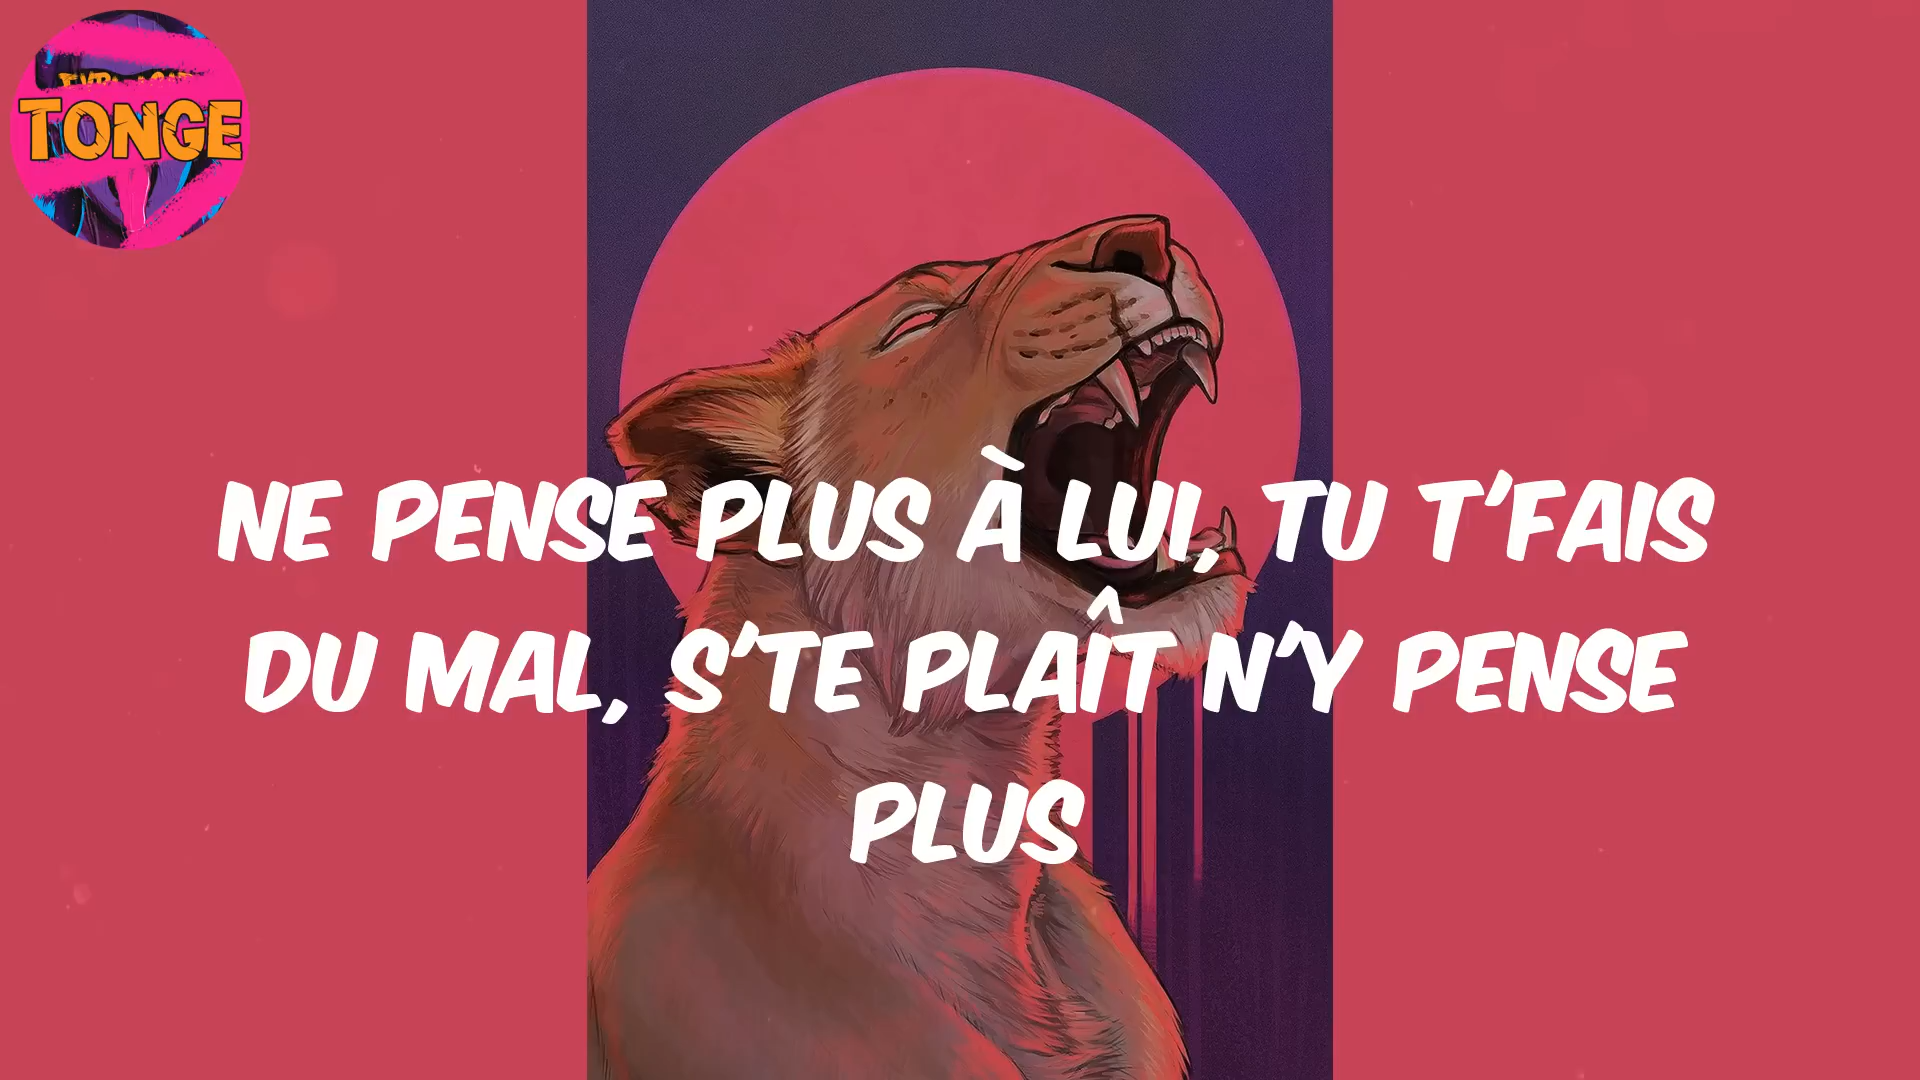 TONGE
NE PENSE PLUS À LUI, TU T'FAIS
DU MAL, S'TE PLAÎT N'Y PENSE
PLUS